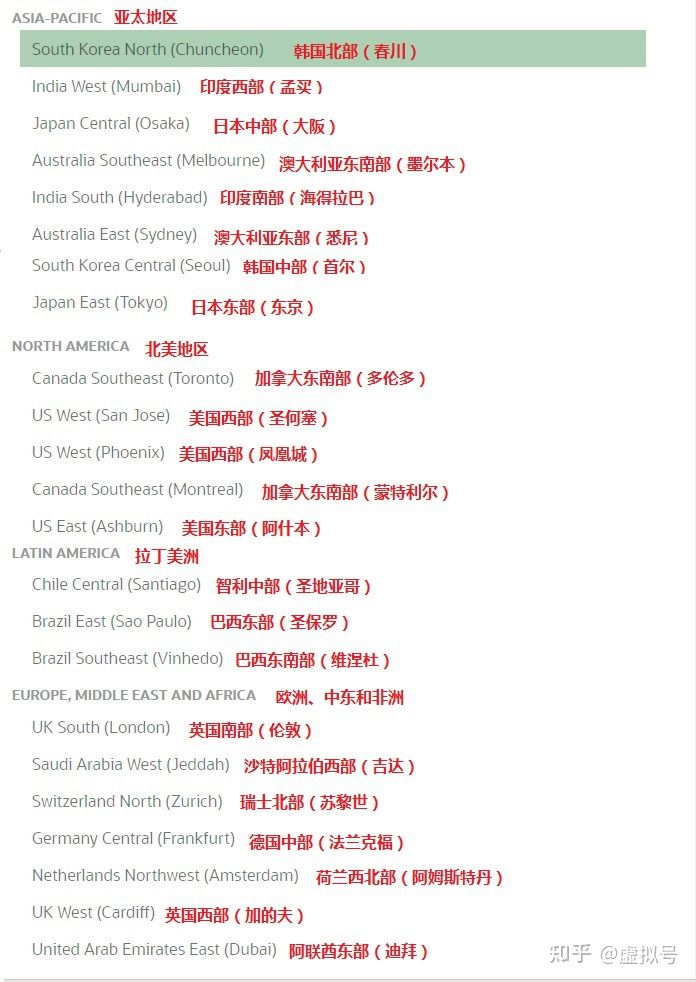 ASIA-PACIFIC 亚太地区
South Korea North (Chuncheon) 韩国北部（春川）
India West (Mumbai) 印度西部（孟买）
Japan Central (Osaka) 日本中部（大阪）
Australia Southeast (Melbourne) 澳大利亚东南部（墨尔本）
India South (Hyderabad) 印度南部（海得拉巴）
Australia East (Sydney) 澳大利亚东部（悉尼）
South Korea Central (Seoul) 韩国中部（首尔）
Japan East (Tokyo) 日本东部（东京）
NORTH AMERICA 北美地区
Canada Southeast (Toronto) 加拿大东南部（多伦多）
US West (San Jose) 美国西部（圣何塞）
US West (Phoenix) 美国西部（凤凰城）
Canada Southeast (Montreal) 加拿大东南部（蒙特利尔）
US East (Ashburn) 美国东部（阿什本）
LATIN AMERICA 拉丁美洲
Chile Central (Santiago) 智利中部（圣地亚哥）
Brazil East (Sao Paulo) 巴西东部（圣保罗）
Brazil Southeast (Vinhedo) 巴西东南部（维涅杜）
EUROPE, MIDDLE EAST AND AFRICA 欧洲、中东和非洲
UK South (London) 英国南部（伦敦）
Saudi Arabia West (Jeddah) 沙特阿拉伯西部（吉达）
Switzerland North (Zurich) 瑞士北部（苏黎世）
Germany Central (Frankfurt) 德国中部（法兰克福）
Netherlands Northwest (Amsterdam) 荷兰西北部（阿姆斯特丹）
UK West (Cardiff) 英国西部（加的夫）
United Arab Emirates East (Dubai) 阿联酋东部（迪拜）
知乎 @虚拟号